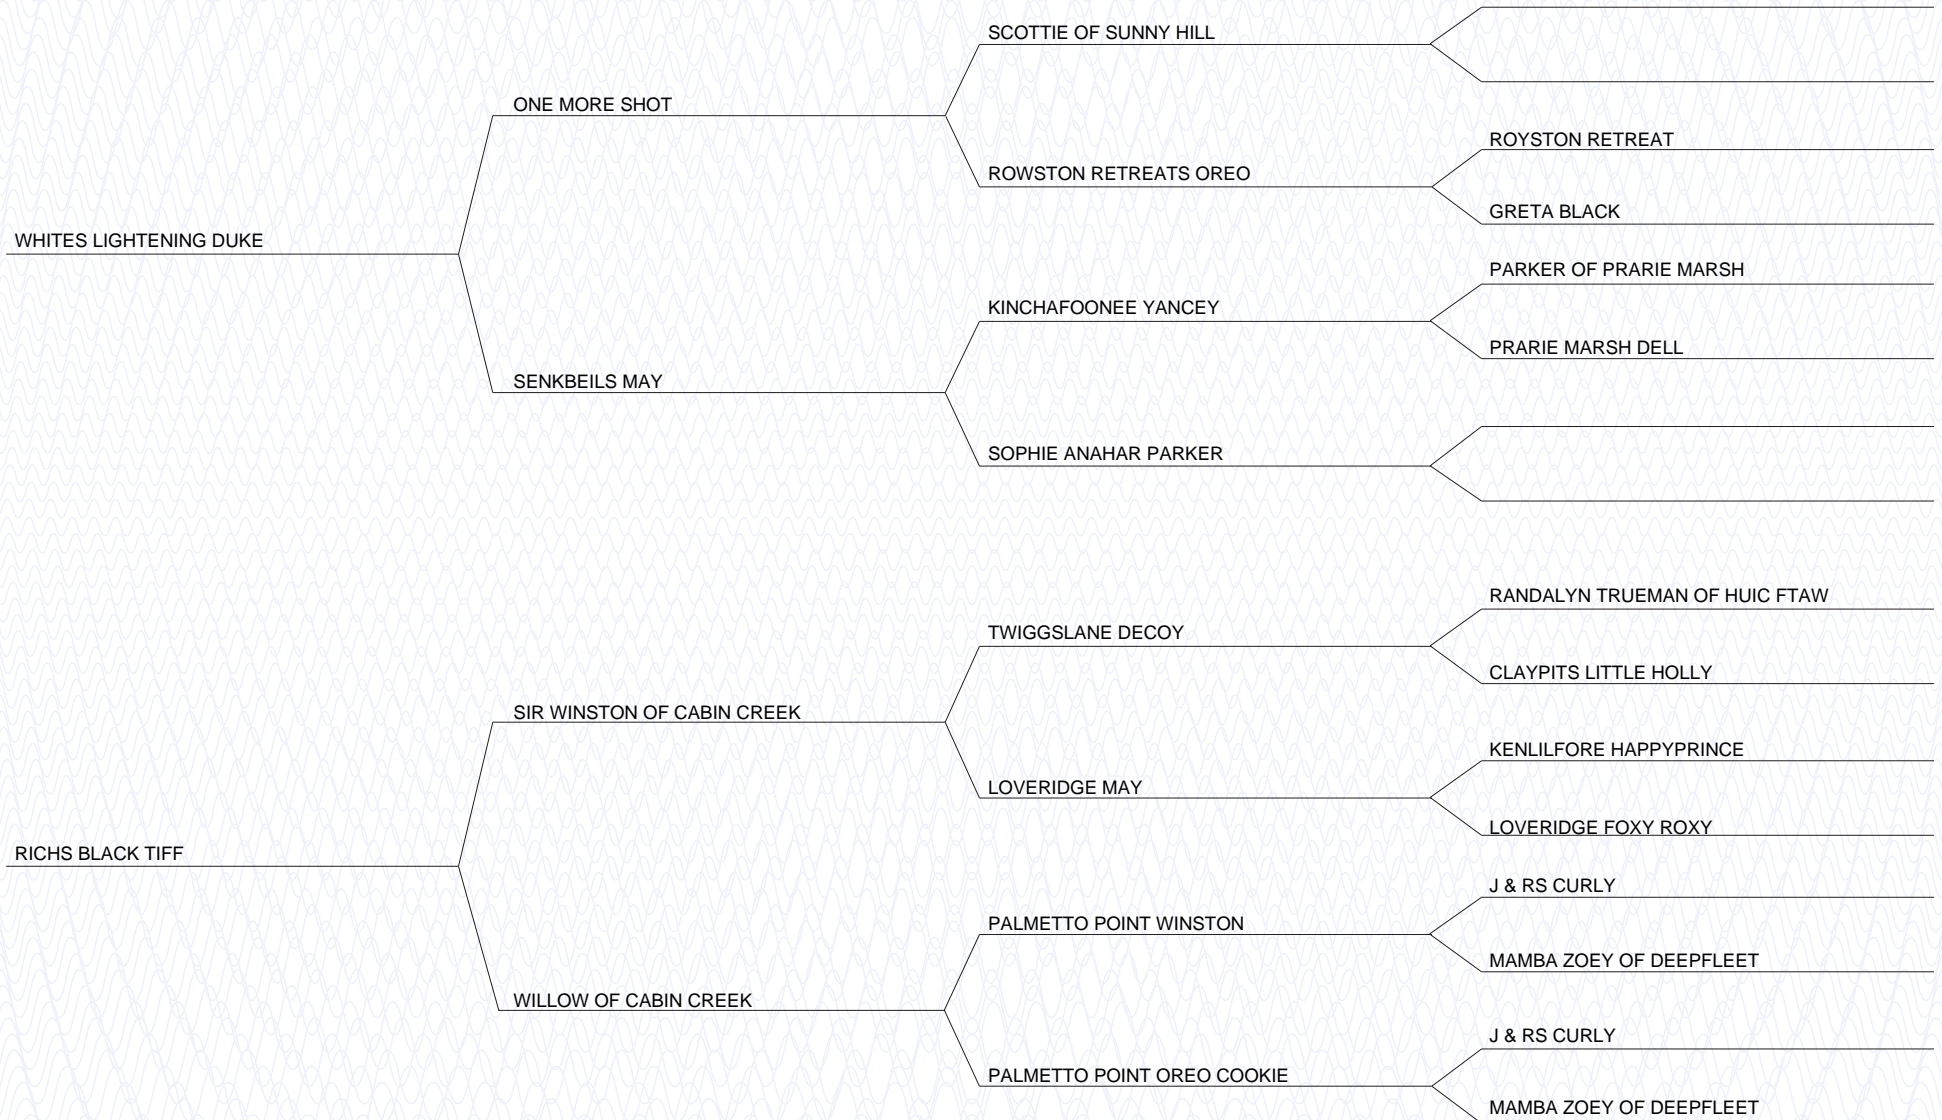 SCOTTIE OF SUNNY HILL
ONE MORE SHOT
ROYSTON RETREAT
ROWSTON RETREATS OREO
GRETA BLACK
WHITES LIGHTENING DUKE
PARKER OF PRARIE MARSH
KINCHAFOONEE YANCEY
PRARIE MARSH DELL
SENKBEILS MAY
SOPHIE ANAHAR PARKER
RANDALYN TRUEMAN OF HUIC FTAW
TWIGGSLANE DECOY
CLAYPITS LITTLE HOLLY
SIR WINSTON OF CABIN CREEK
KENLILFORE HAPPYPRINCE
LOVERIDGE MAY
LOVERIDGE FOXY ROXY
RICHS BLACK TIFF
J & RS CURLY
PALMETTO POINT WINSTON
MAMBA ZOEY OF DEEPFLEET
WILLOW OF CABIN CREEK
J & RS CURLY
PALMETTO POINT OREO COOKIE
MAMBA ZOEY OF DEEPFLEET